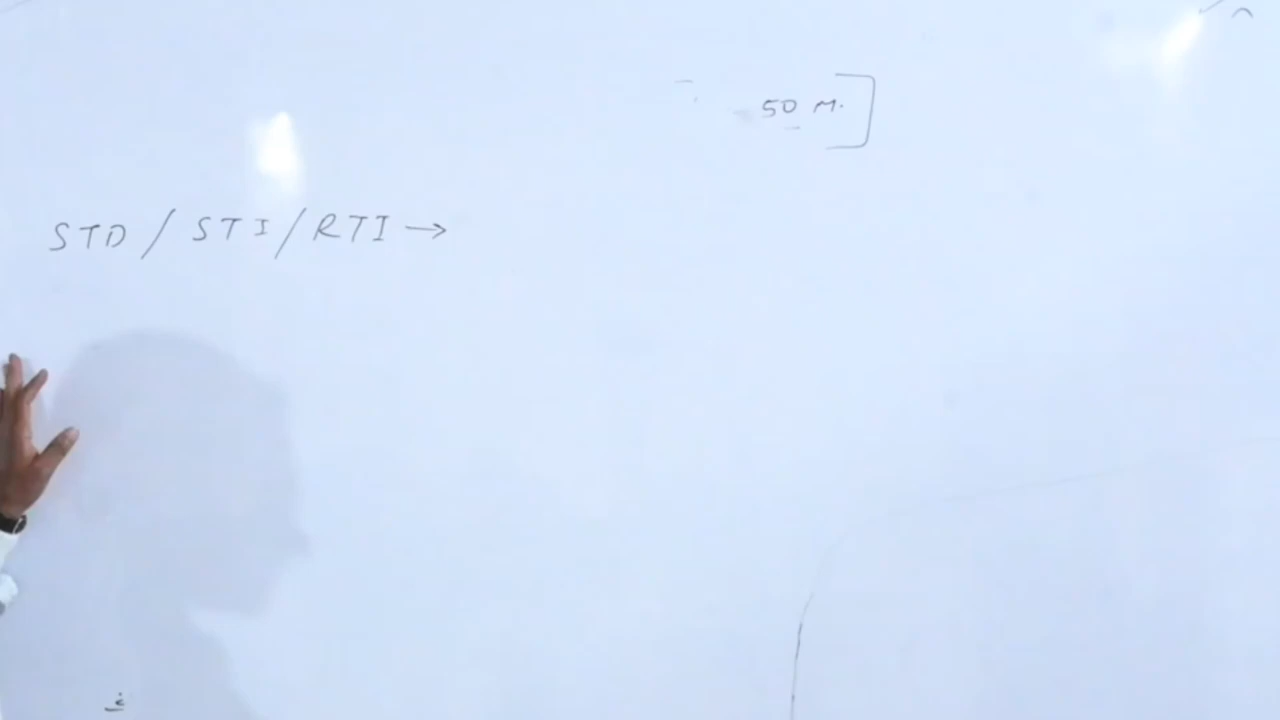 50 M.
STD / STI / RTI →